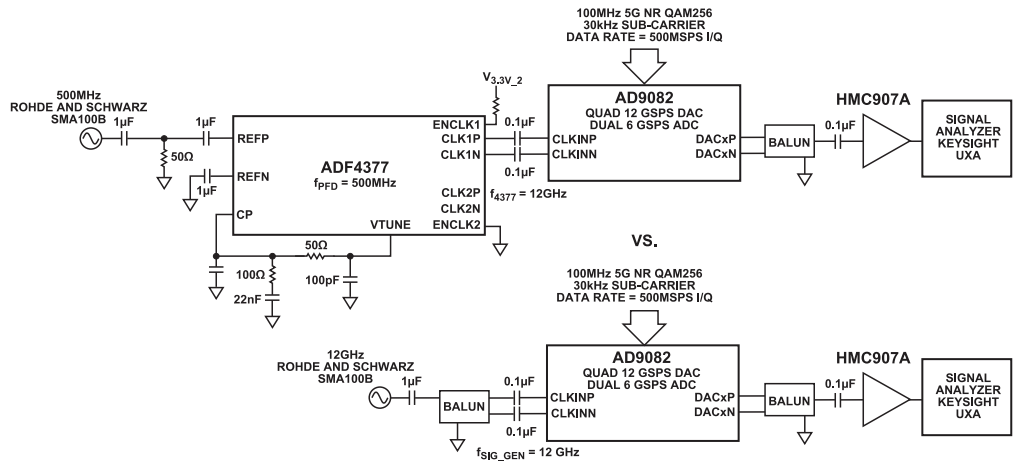 100MHz 5G NR QAM256
30kHz SUB-CARRIER
DATA RATE = 500MSPS I/Q
500MHz
ROHDE AND SCHWARZ
SMA100B
1µF
1µF
50Ω
1µF
REFP
REFN
CP
ADF4377
fPFD = 500MHz
VTUNE
ENCLK1
CLK1P
CLK1N
CLK2P
CLK2N
ENCLK2
V3.3V_2
0.1µF
0.1µF
f4377 = 12GHz
50Ω
100Ω
22nF
100pF
AD9082
QUAD 12 GSPS DAC
DUAL 6 GSPS ADC
CLKINP
CLKINN
DACxP
DACxN
BALUN
0.1µF
HMC907A
SIGNAL
ANALYZER
KEYSIGHT
UXA
VS.
100MHz 5G NR QAM256
30kHz SUB-CARRIER
DATA RATE = 500MSPS I/Q
12GHz
ROHDE AND SCHWARZ
SMA100B
1µF
BALUN
0.1µF
0.1µF
fSIG_GEN = 12 GHz
AD9082
QUAD 12 GSPS DAC
DUAL 6 GSPS ADC
CLKINP
CLKINN
DACxP
DACxN
BALUN
0.1µF
HMC907A
SIGNAL
ANALYZER
KEYSIGHT
UXA